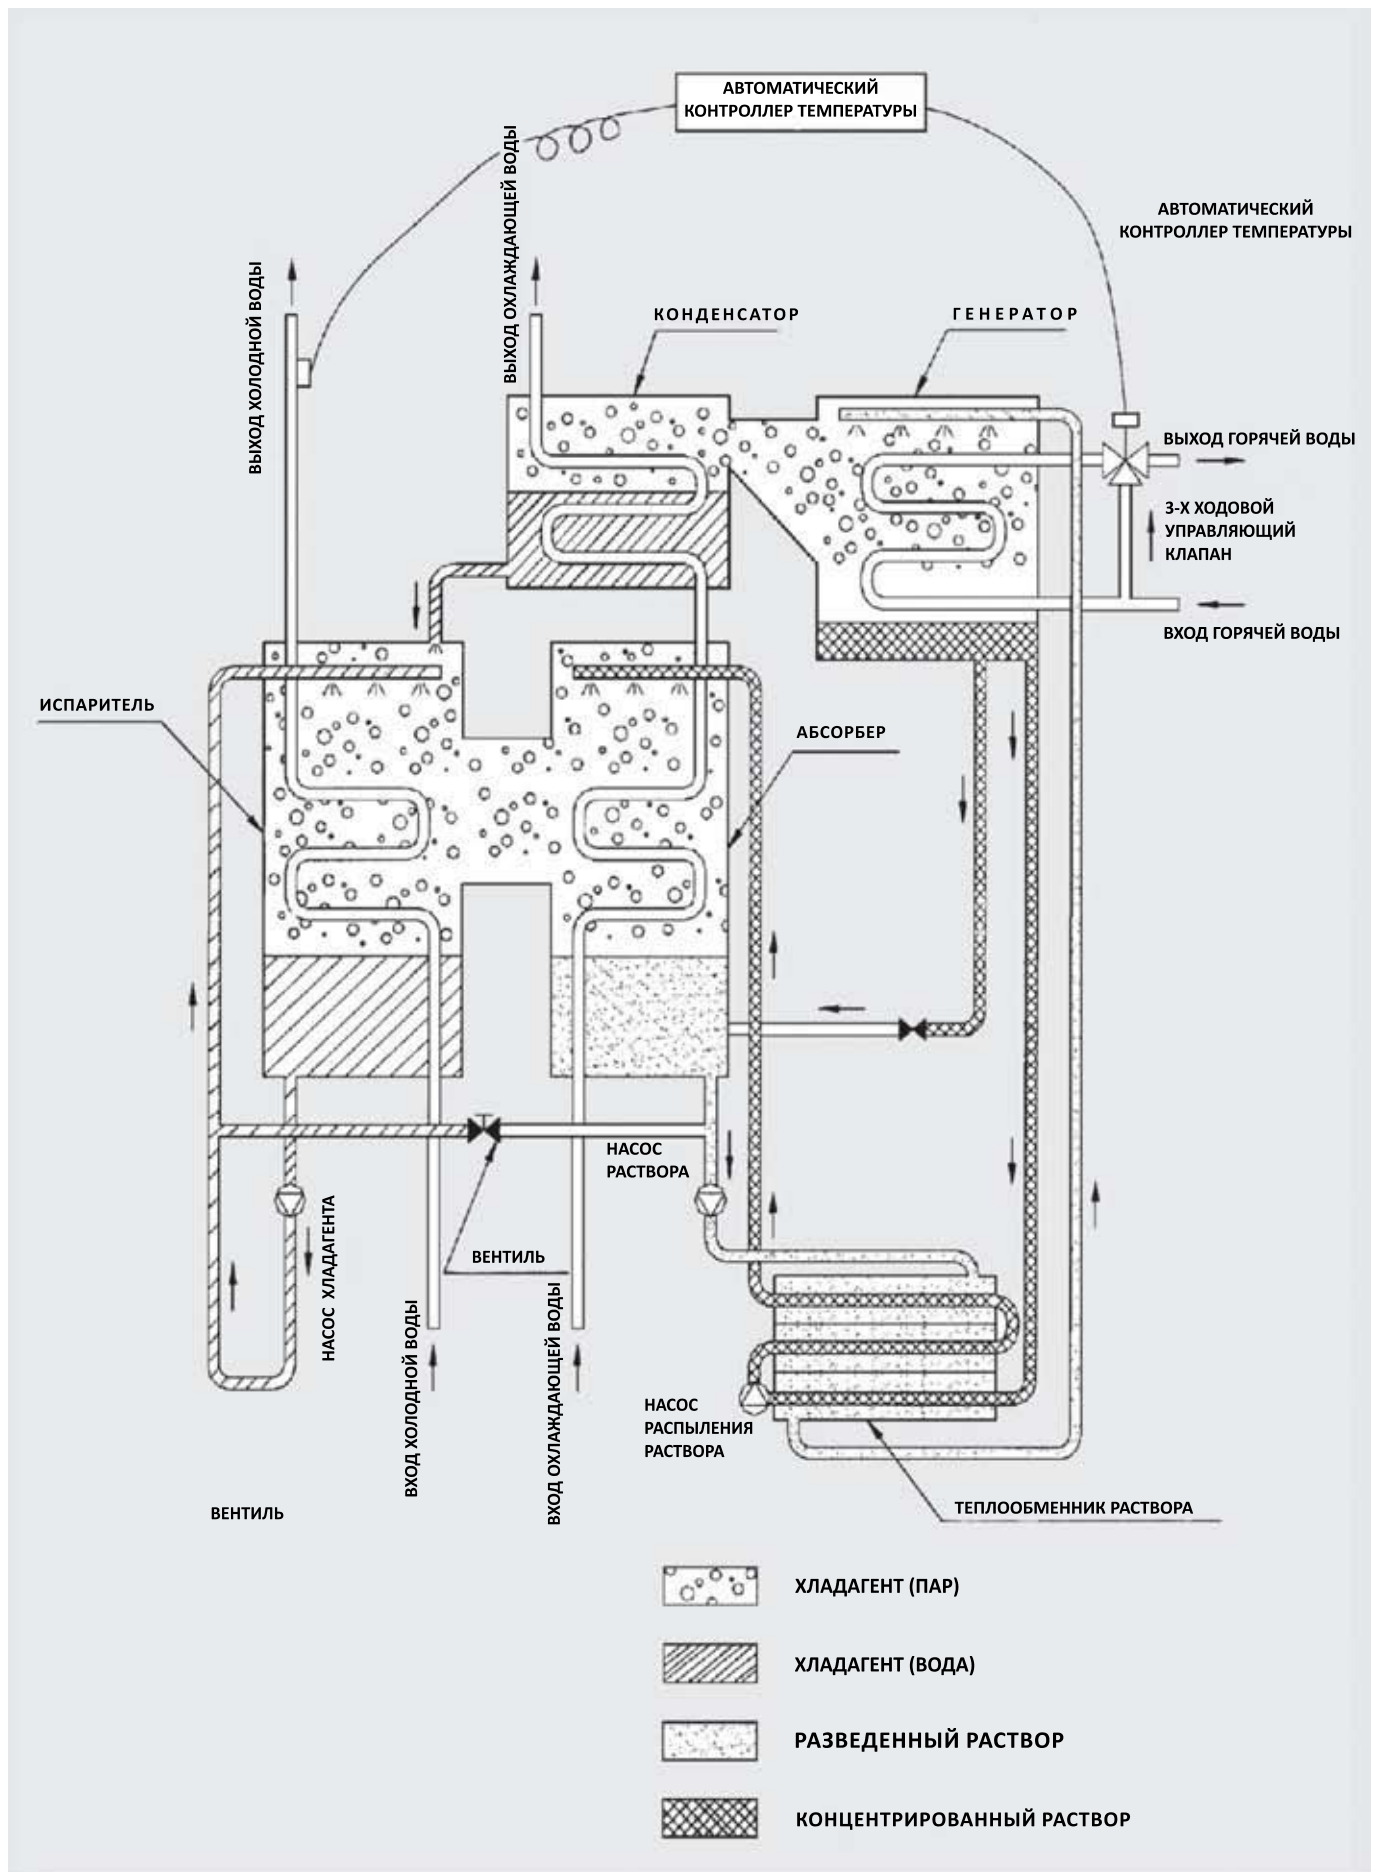 АВТОМАТИЧЕСКИЙ
КОНТРОЛЛЕР ТЕМПЕРАТУРЫ
АВТОМАТИЧЕСКИЙ
КОНТРОЛЛЕР ТЕМПЕРАТУРЫ
ВЫХОД ХОЛОДНОЙ ВОДЫ
ВЫХОД ОХЛАЖДАЮЩЕЙ ВОДЫ
КОНДЕНСАТОР
ГЕНЕРАТОР
ВЫХОД ГОРЯЧЕЙ ВОДЫ
3-Х ХОДОВОЙ
УПРАВЛЯЮЩИЙ
КЛАПАН
ВХОД ГОРЯЧЕЙ ВОДЫ
ИСПАРИТЕЛЬ
АБСОРБЕР
НАСОС
РАСТВОРА
НАСОС ХЛАДАГЕНТА
ВЕНТИЛЬ
ВХОД ХОЛОДНОЙ ВОДЫ
ВХОД ОХЛАЖДАЮЩЕЙ ВОДЫ
НАСОС
РАСПЫЛЕНИЯ
РАСТВОРА
ВЕНТИЛЬ
ТЕПЛООБМЕННИК РАСТВОРА
ХЛАДАГЕНТ (ПАР)
ХЛАДАГЕНТ (ВОДА)
РАЗВЕДЕННЫЙ РАСТВОР
КОНЦЕНТРИРОВАННЫЙ РАСТВОР